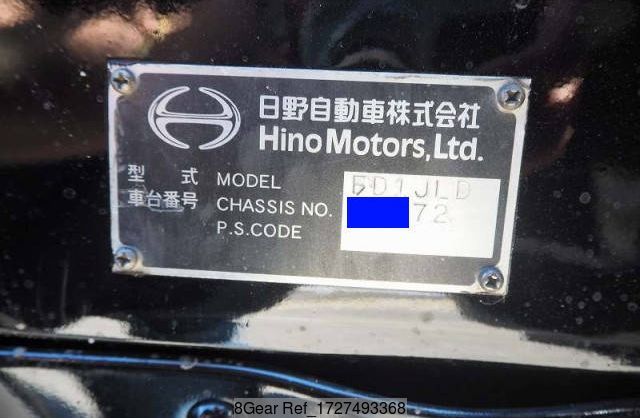 日野自動車株式会社
Hino Motors, Ltd.
型 式 MODEL FD1JLD
車台番号 CHASSIS NO. 72
P.S.CODE
8Gear Ref_1727493368